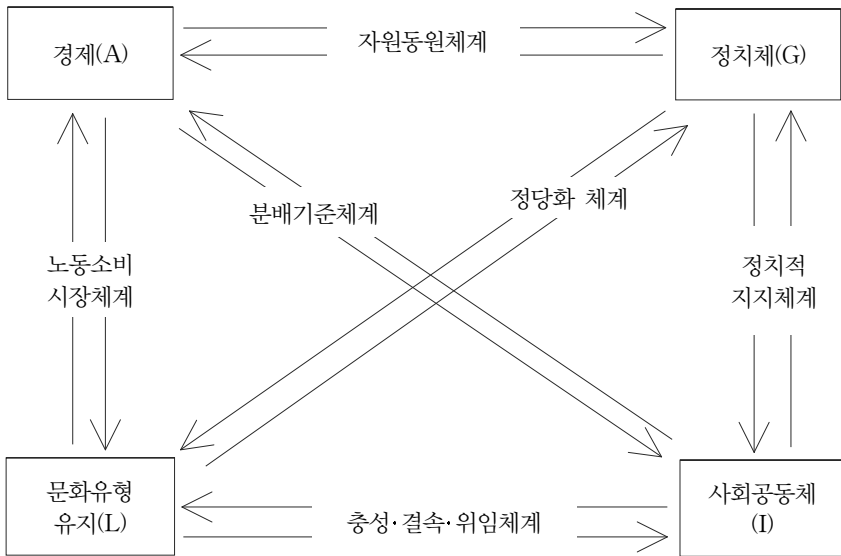 경제(A)
자원동원체계
정치체(G)
분배기준체계
정당화 체계
노동소비
시장체계
정치적
지지체계
문화유형
유지(L)
충성·결속·위임체계
사회공동체
(I)